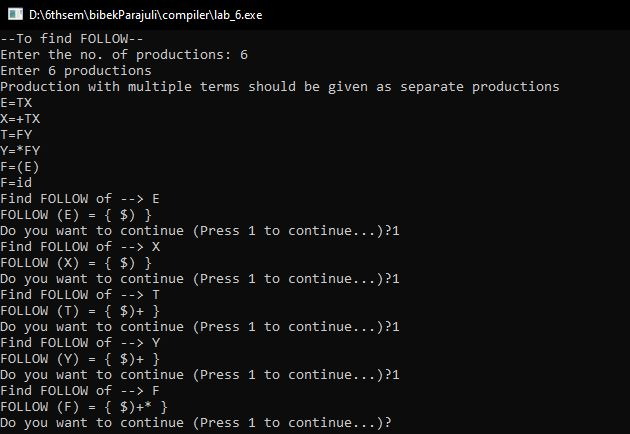 D:\6thsem\bibekParajuli\compiler\lab_6.exe
--To find FOLLOW--
Enter the no. of productions: 6
Enter 6 productions
Production with multiple terms should be given as separate productions
E=TX
X=+TX
T=FY
Y=*FY
F=(E)
F=id
Find FOLLOW of --> E
FOLLOW (E) = { $) }
Do you want to continue (Press 1 to continue...)?1
Find FOLLOW of --> X
FOLLOW (X) = { $) }
Do you want to continue (Press 1 to continue...)?1
Find FOLLOW of --> T
FOLLOW (T) = { $)+ }
Do you want to continue (Press 1 to continue...)?1
Find FOLLOW of --> Y
FOLLOW (Y) = { $)+ }
Do you want to continue (Press 1 to continue...)?1
Find FOLLOW of --> F
FOLLOW (F) = { $)+* }
Do you want to continue (Press 1 to continue...)?